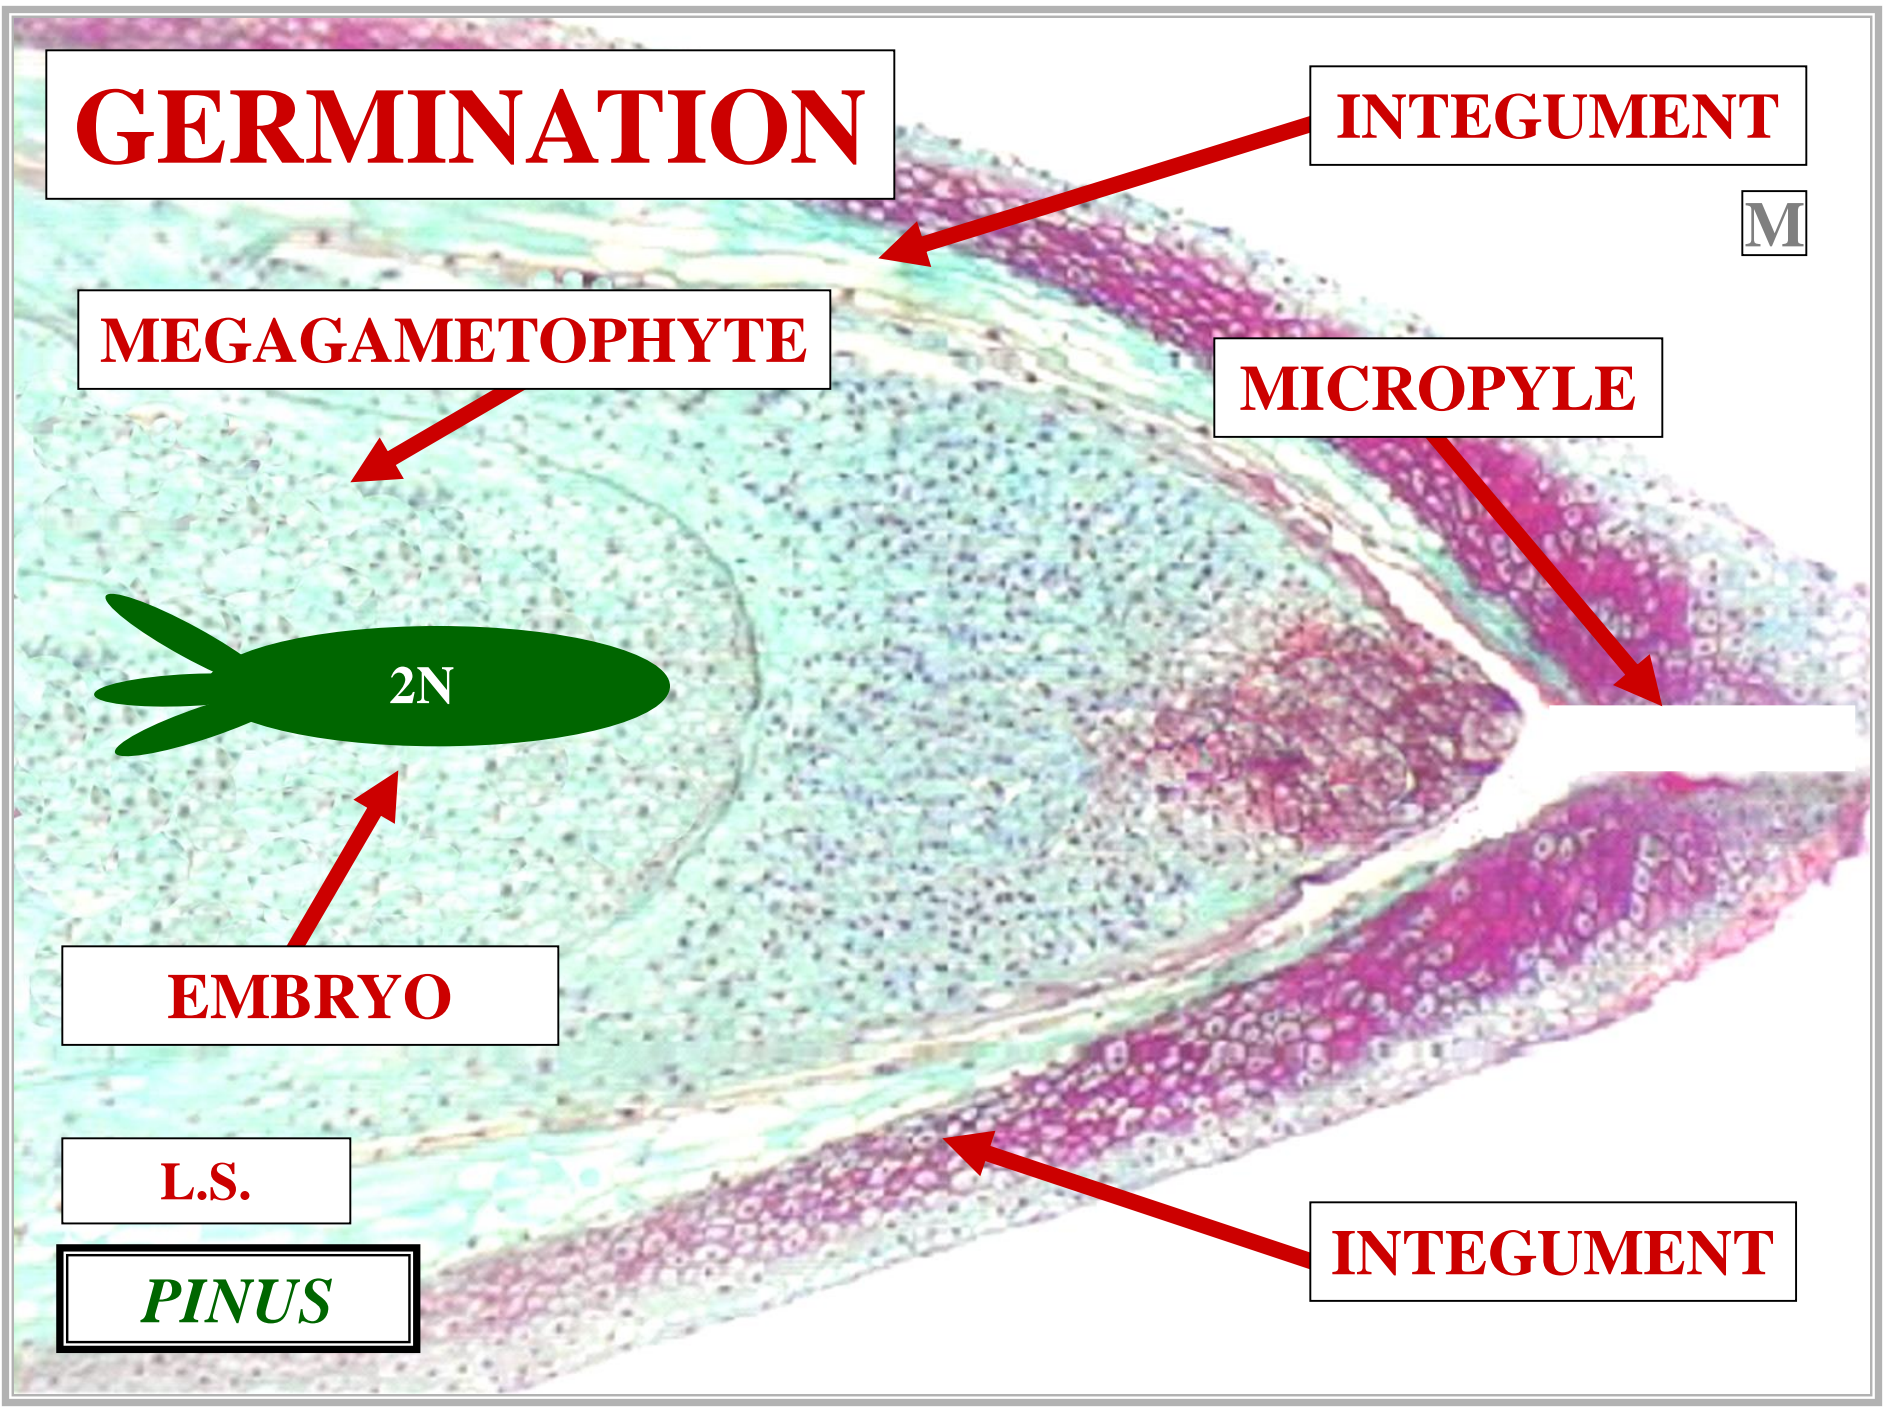 GERMINATION
INTEGUMENT
M
MEGAGAMETOPHYTE
MICROPYLE
2N
EMBRYO
L.S.
INTEGUMENT
PINUS